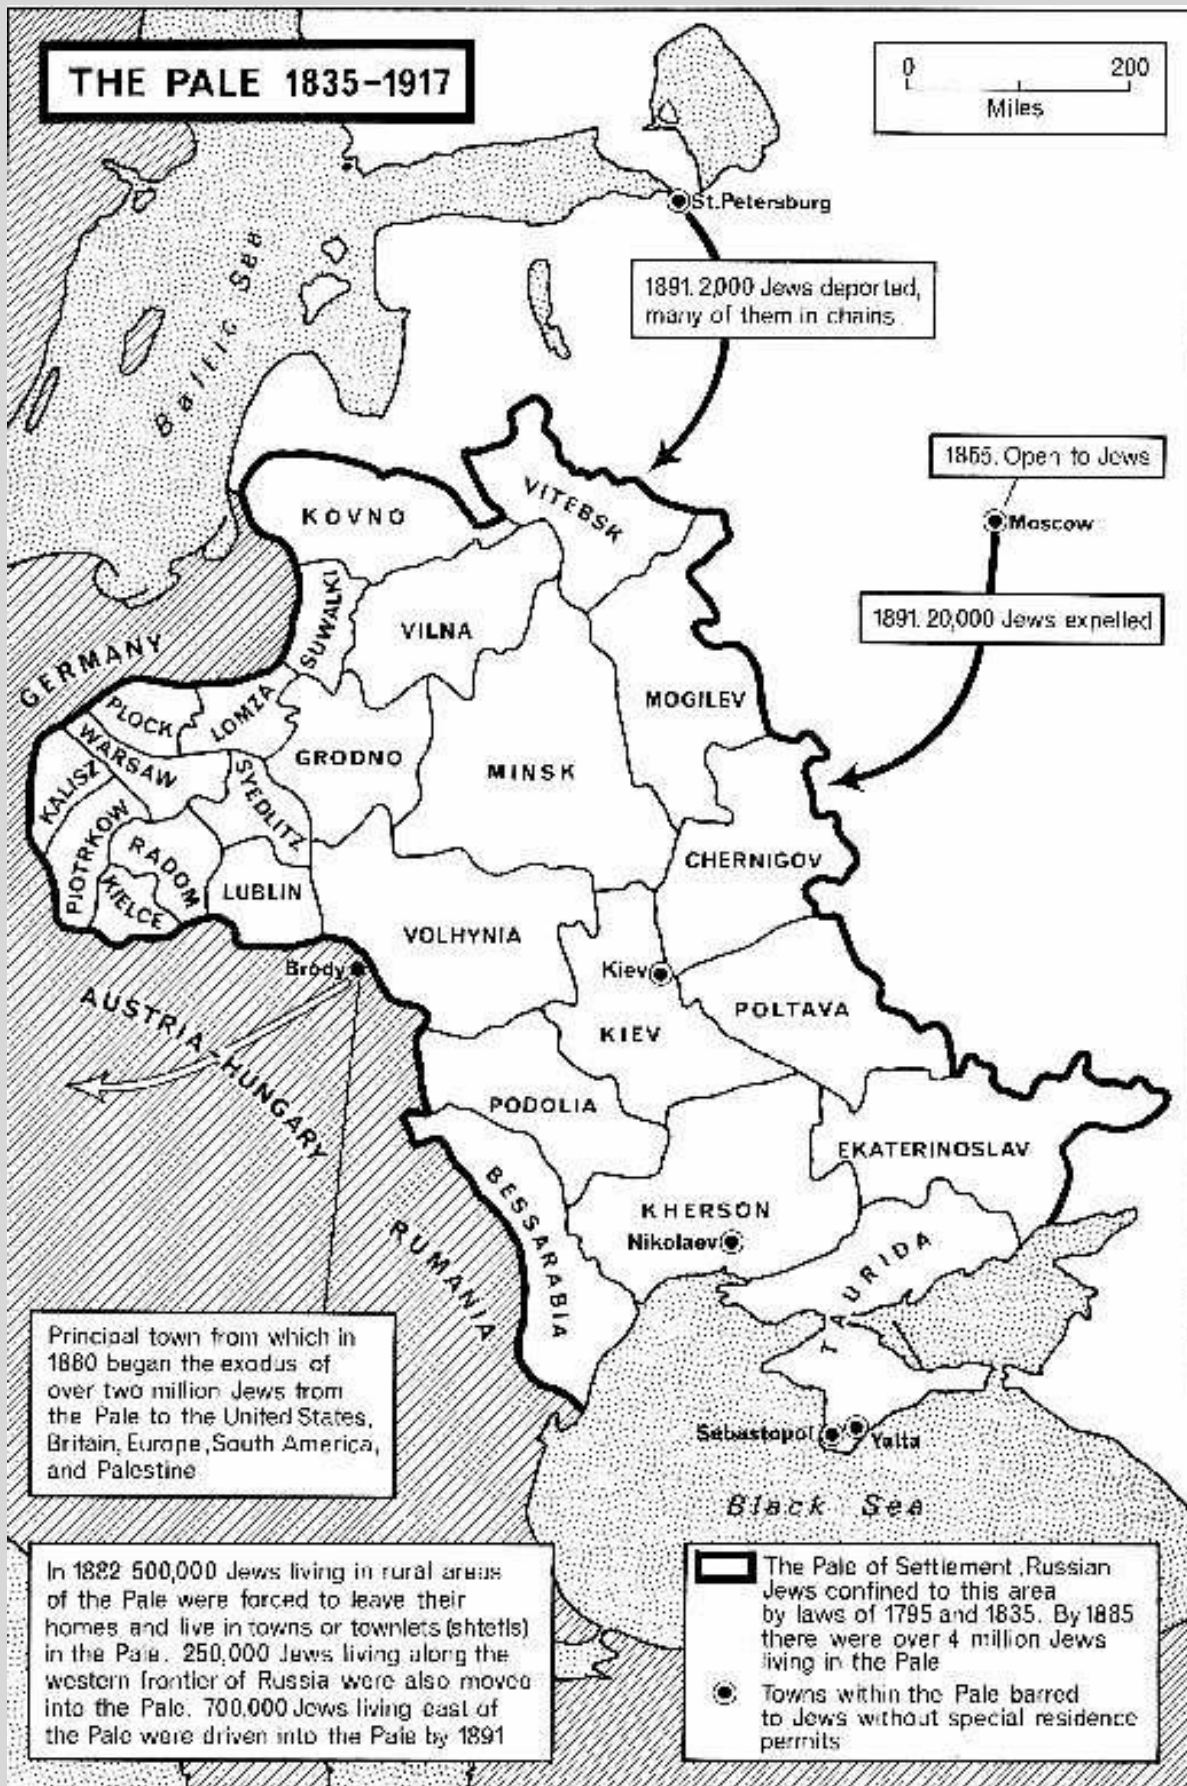 THE PALE 1835-1917
0 200
Miles
St.Petersburg
1891. 2,000 Jews deported,
many of them in chains
Baltic Sea
1865. Open to Jews
Moscow
1891. 20,000 Jews expelled
KOVNO
VITEBSK
SUWALKI
VILNA
GERMANY
PLOCK
LOMZA
MOGILEV
WARSAW
GRODNO
MINSK
KALISZ
SYEDLITZ
PIOTRKOW
RADOM
CHERNIGOV
KIELCE
LUBLIN
VOLHYNIA
Brody
Kiev
AUSTRIA-HUNGARY
POLTAVA
KIEV
PODOLIA
EKATERINOSLAV
BESSARABIA
KHERSON
Nikolaev
RUMANIA
TAURIDA
Principal town from which in
1880 began the exodus of
over two million Jews from
the Pale to the United States,
Britain, Europe, South America,
and Palestine
Sebastopol
Yalta
Black Sea
In 1882 500,000 Jews living in rural areas
of the Pale were forced to leave their
homes and live in towns or townlets (shtetls)
in the Pale. 250,000 Jews living along the
western frontier of Russia were also moved
into the Pale. 700,000 Jews living east of
the Pale were driven into the Pale by 1891
The Pale of Settlement, Russian
Jews confined to this area
by laws of 1795 and 1835. By 1885
there were over 4 million Jews
living in the Pale
Towns within the Pale barred
to Jews without special residence
permits